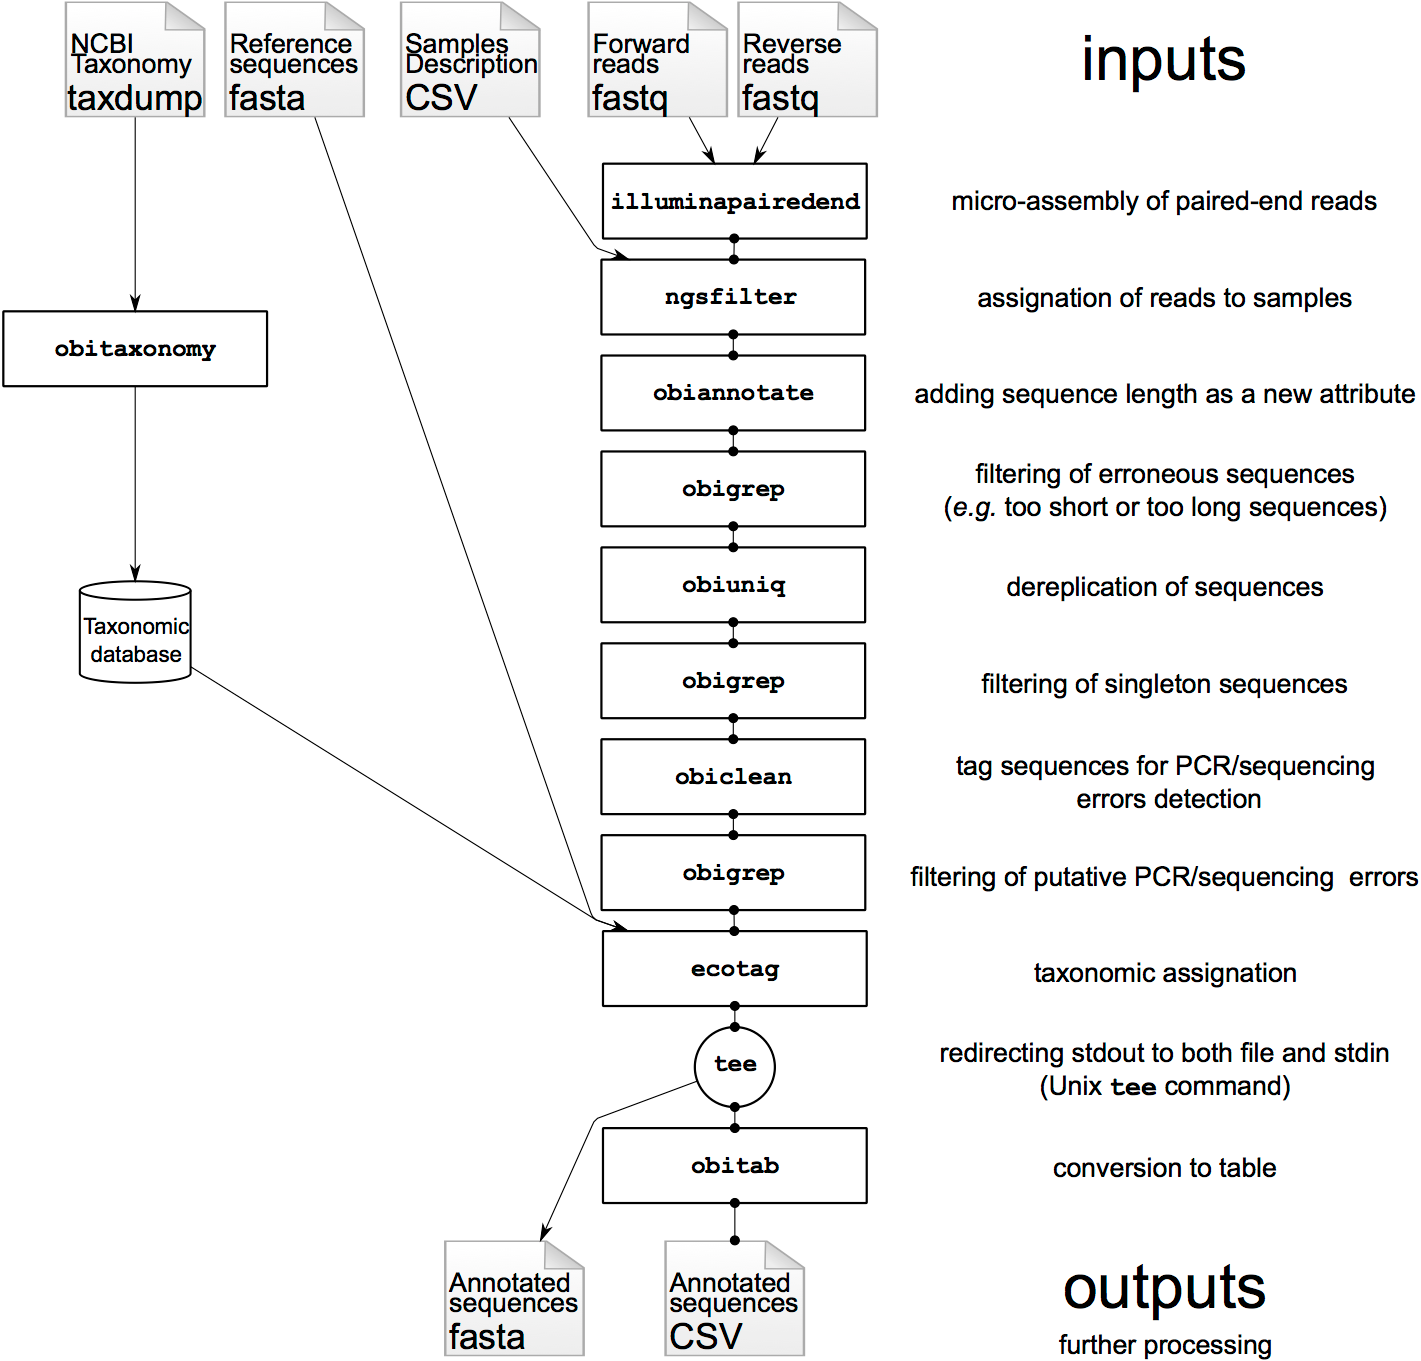 NCBI
Taxonomy
taxdump
Reference
sequences
fasta
Samples
Description
CSV
Forward
reads
fastq
Reverse
reads
fastq
inputs
illuminapairedend
micro-assembly of paired-end reads
ngsfilter
assignation of reads to samples
obitaxonomy
obiannotate
adding sequence length as a new attribute
obigrep
filtering of erroneous sequences
(e.g. too short or too long sequences)
obiuniq
dereplication of sequences
Taxonomic
database
obigrep
filtering of singleton sequences
obiclean
tag sequences for PCR/sequencing
errors detection
obigrep
filtering of putative PCR/sequencing errors
ecotag
taxonomic assignation
tee
redirecting stdout to both file and stdin
(Unix tee command)
obitab
conversion to table
Annotated
sequences
fasta
Annotated
sequences
CSV
outputs
further processing